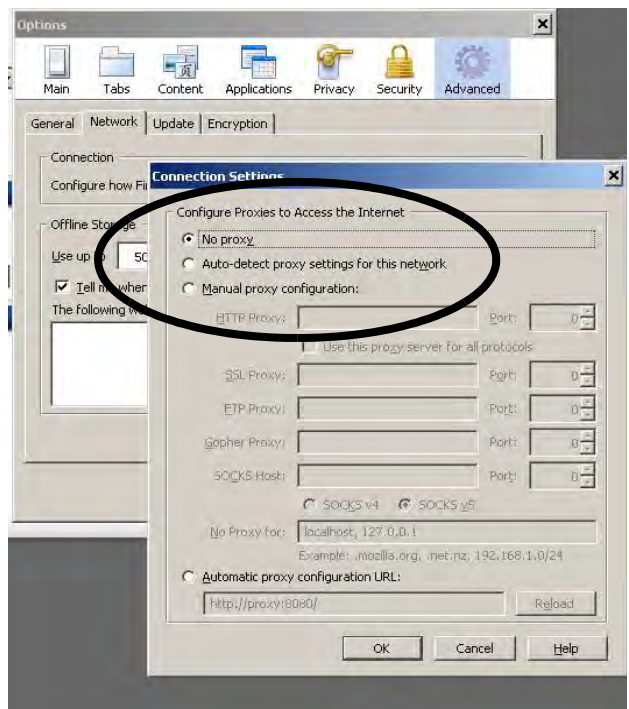 Options
Main Tabs Content Applications Privacy Security Advanced
General Network Update Encryption
Connection
Configure how Fi
Connection Settings
Configure Proxies to Access the Internet
Offline Storage
No proxy
Use up 50
Auto-detect proxy settings for this network
Tell me when
Manual proxy configuration:
The following
HTTP Proxy: Port: 0
Use this proxy server for all protocols
SSL Proxy: Port: 0
FTP Proxy: Port: 0
Gopher Proxy: Port: 0
SOCKS Host: Port: 0
SOCKS v4 SOCKS v5
No Proxy for: localhost, 127.0.0.1
Example: .mozilla.org, .net.nz, 192.168.1.0/24
Automatic proxy configuration URL:
http://proxy:8080/ Reload
OK Cancel Help